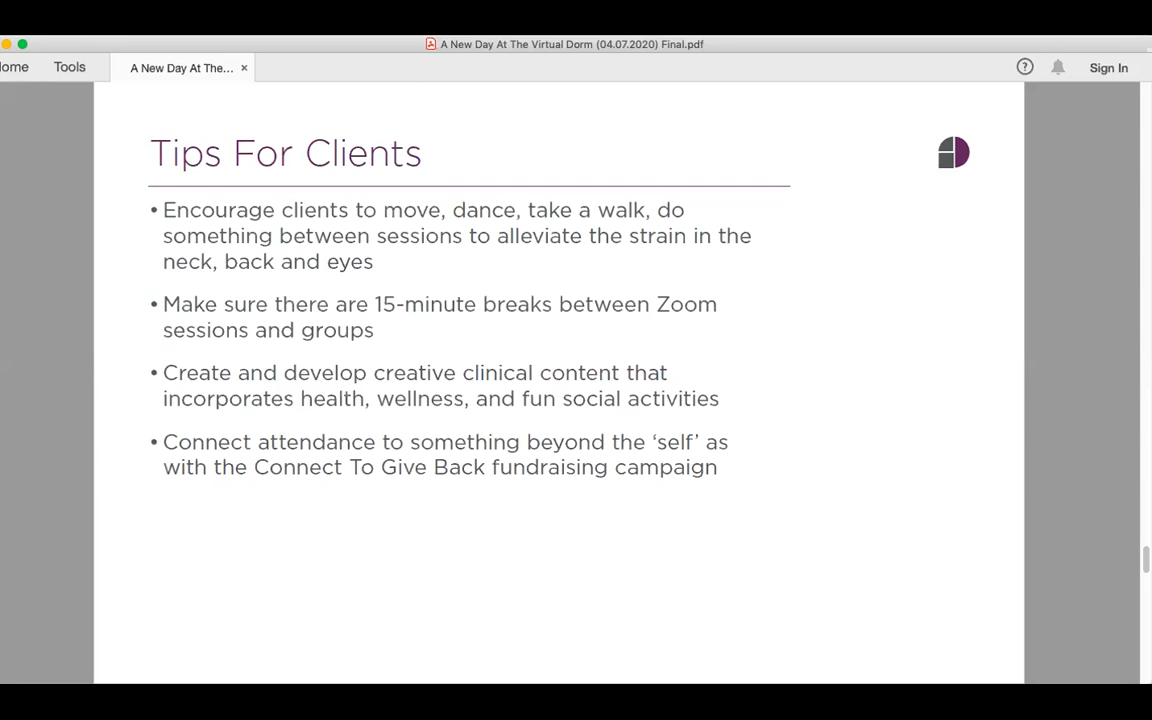 A New Day At The Virtual Dorm (04.07.2020) Final.pdf
Tools
A New Day At The... ×
Sign In
Tips For Clients
• Encourage clients to move, dance, take a walk, do
something between sessions to alleviate the strain in the
neck, back and eyes
• Make sure there are 15-minute breaks between Zoom
sessions and groups
• Create and develop creative clinical content that
incorporates health, wellness, and fun social activities
• Connect attendance to something beyond the ‘self’ as
with the Connect To Give Back fundraising campaign